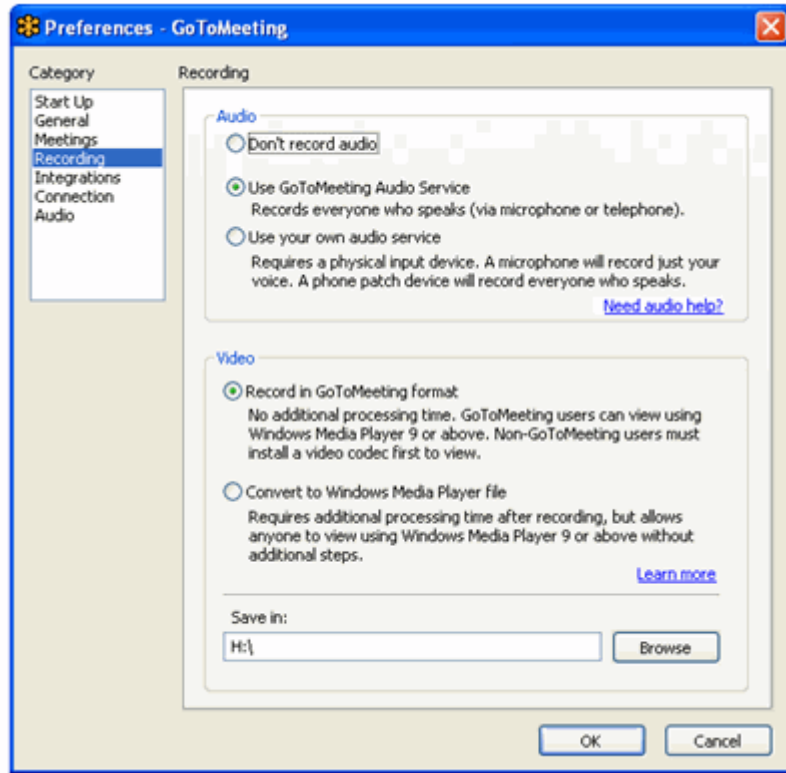 Preferences - GoToMeeting
Category
Start Up
General
Meetings
Recording
Integrations
Connection
Audio
Recording
Audio
Don't record audio
Use GoToMeeting Audio Service
Records everyone who speaks (via microphone or telephone).
Use your own audio service
Requires a physical input device. A microphone will record just your
voice. A phone patch device will record everyone who speaks.
Need audio help?
Video
Record in GoToMeeting format
No additional processing time. GoToMeeting users can view using
Windows Media Player 9 or above. Non-GoToMeeting users must
install a video codec first to view.
Convert to Windows Media Player file
Requires additional processing time after recording, but allows
anyone to view using Windows Media Player 9 or above without
additional steps.
Learn more
Save in:
H:\
Browse
OK
Cancel